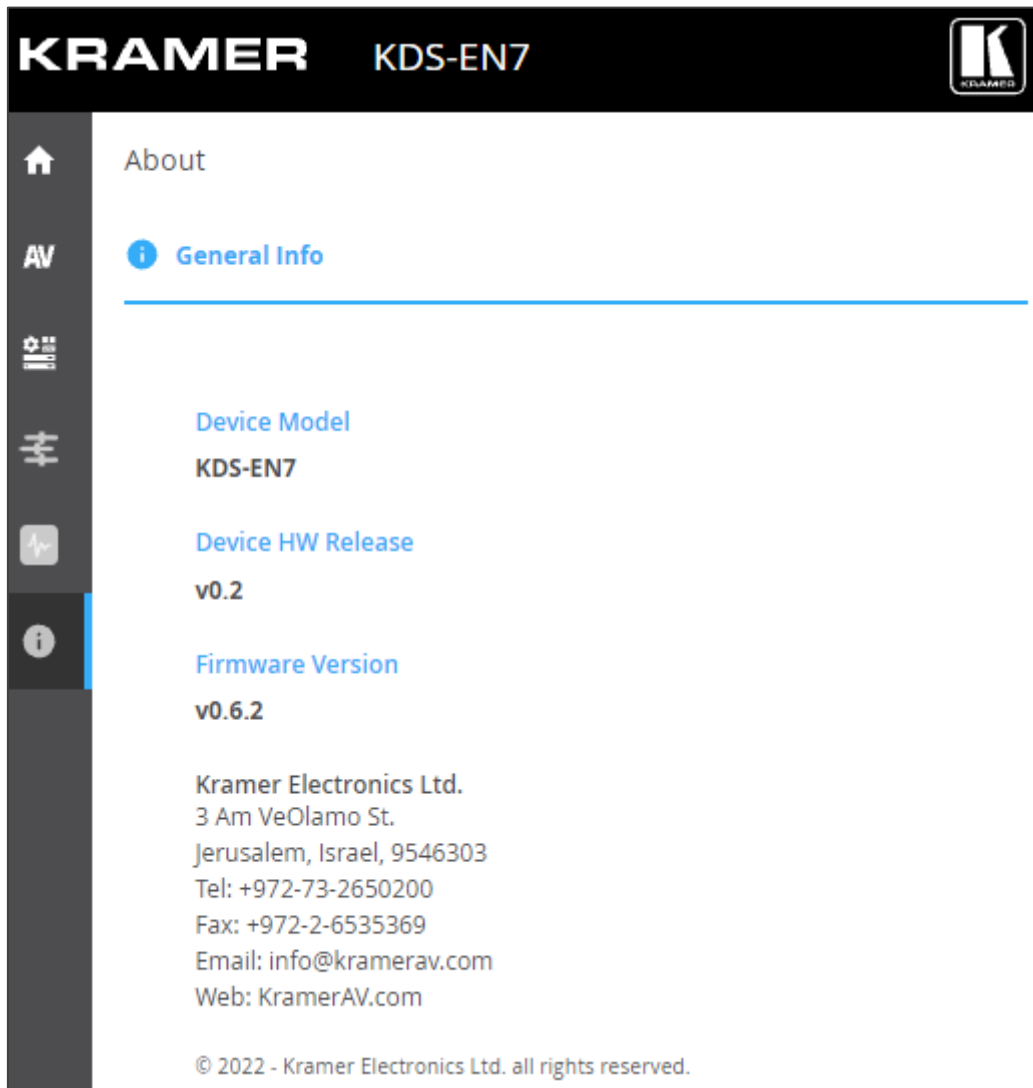 KRAMER KDS-EN7
KRAMER
About
AV
General Info
Device Model
KDS-EN7
Device HW Release
v0.2
Firmware Version
v0.6.2
Kramer Electronics Ltd.
3 Am VeOlamo St.
Jerusalem, Israel, 9546303
Tel: +972-73-2650200
Fax: +972-2-6535369
Email: info@kramerav.com
Web: KramerAV.com
© 2022 - Kramer Electronics Ltd. all rights reserved.